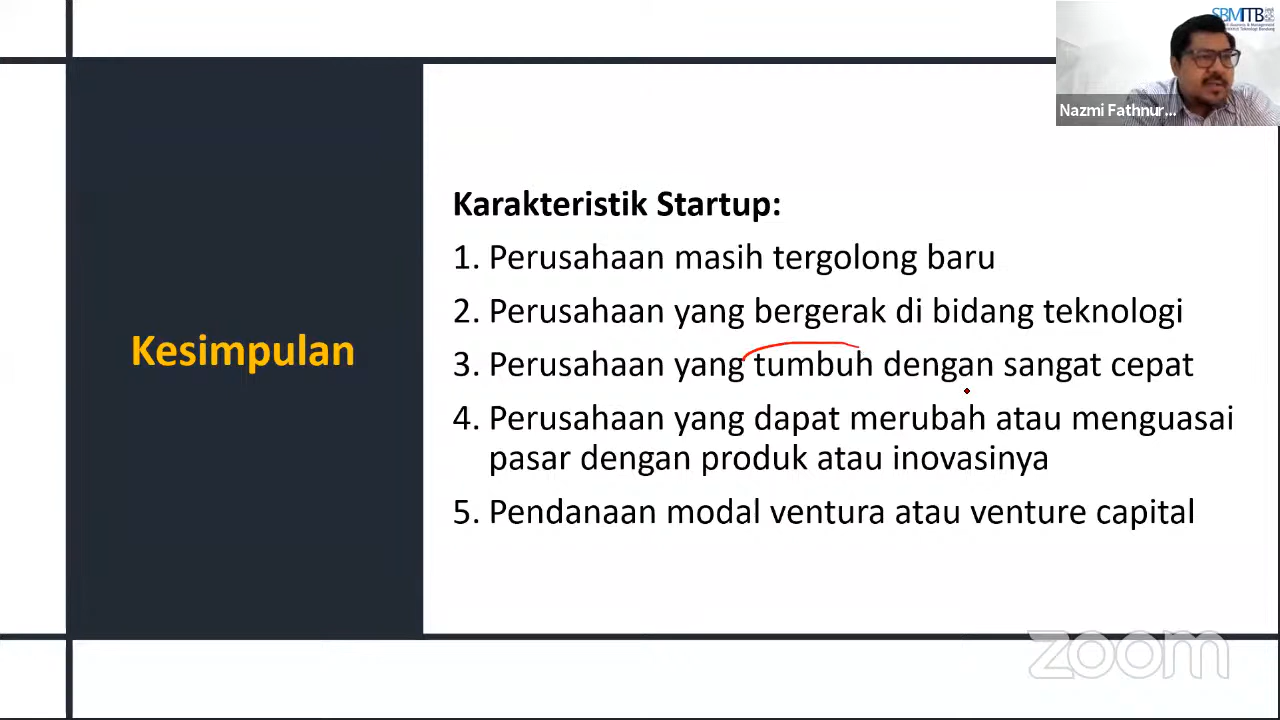 SBMITB
Nazmi Fathnur...
Karakteristik Startup:
1. Perusahaan masih tergolong baru
2. Perusahaan yang bergerak di bidang teknologi
Kesimpulan
3. Perusahaan yang tumbuh dengan sangat cepat
4. Perusahaan yang dapat merubah atau menguasai
pasar dengan produk atau inovasinya
5. Pendanaan modal ventura atau venture capital
zoom